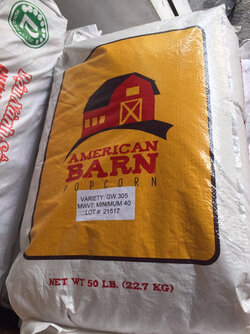 AMERICAN
BARN
POPCORN
VARIETY: GW 305
MWVT: MINIMUM 40
LOT #: 21517
NET WT 50 LB. (22.7 KG)